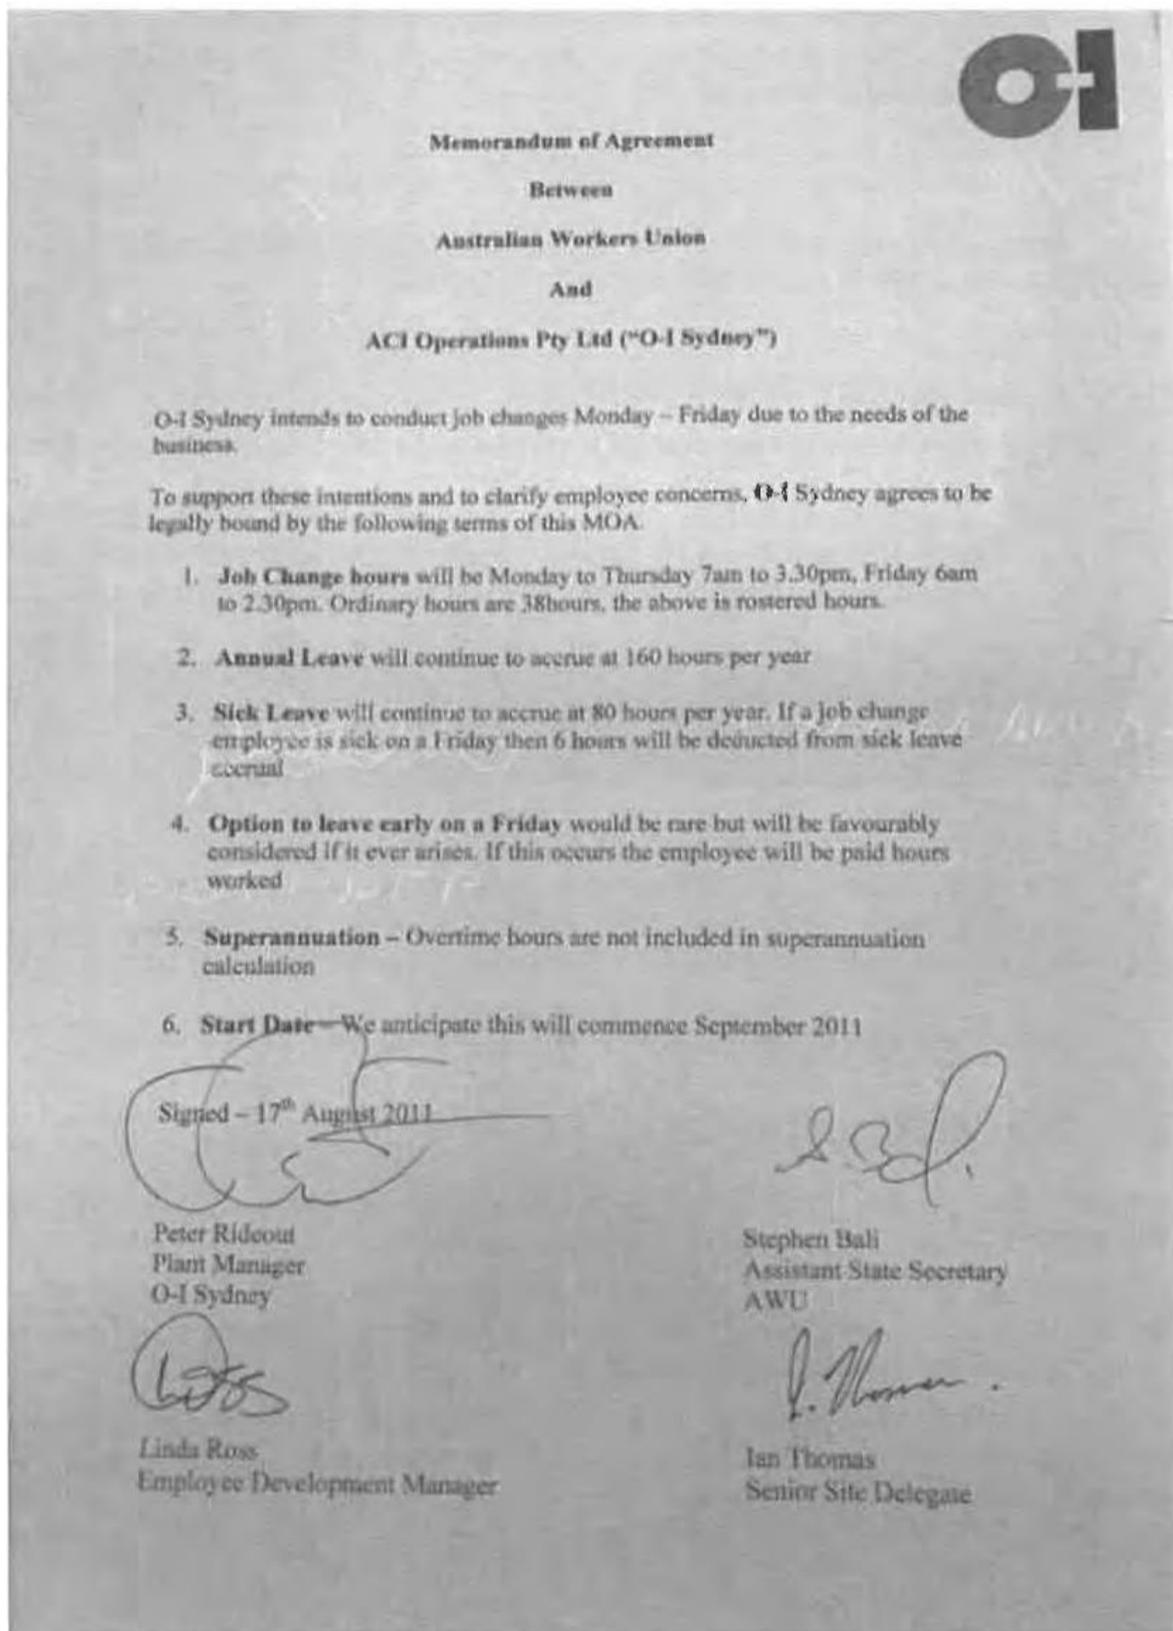 O-I
Memorandum of Agreement
Between
Australian Workers Union
And
ACI Operations Pty Ltd ("O-I Sydney")
O-I Sydney intends to conduct job changes Monday – Friday due to the needs of the
business.
To support these intentions and to clarify employee concerns, O-I Sydney agrees to be
legally bound by the following terms of this MOA.
1. Job Change hours will be Monday to Thursday 7am to 3.30pm, Friday 6am
to 2.30pm. Ordinary hours are 38hours, the above is rostered hours.
2. Annual Leave will continue to accrue at 160 hours per year
3. Sick Leave will continue to accrue at 80 hours per year. If a job change
employee is sick on a Friday then 6 hours will be deducted from sick leave
accrual
4. Option to leave early on a Friday would be rare but will be favourably
considered if it ever arises. If this occurs the employee will be paid hours
worked
5. Superannuation – Overtime hours are not included in superannuation
calculation
6. Start Date – We anticipate this will commence September 2011
Signed – 17th August 2011
S. Bali
Peter Rideout
Plant Manager
O-I Sydney
Stephen Bali
Assistant State Secretary
AWU
LRoss
I. Thomas
Linda Ross
Employee Development Manager
Ian Thomas
Senior Site Delegate